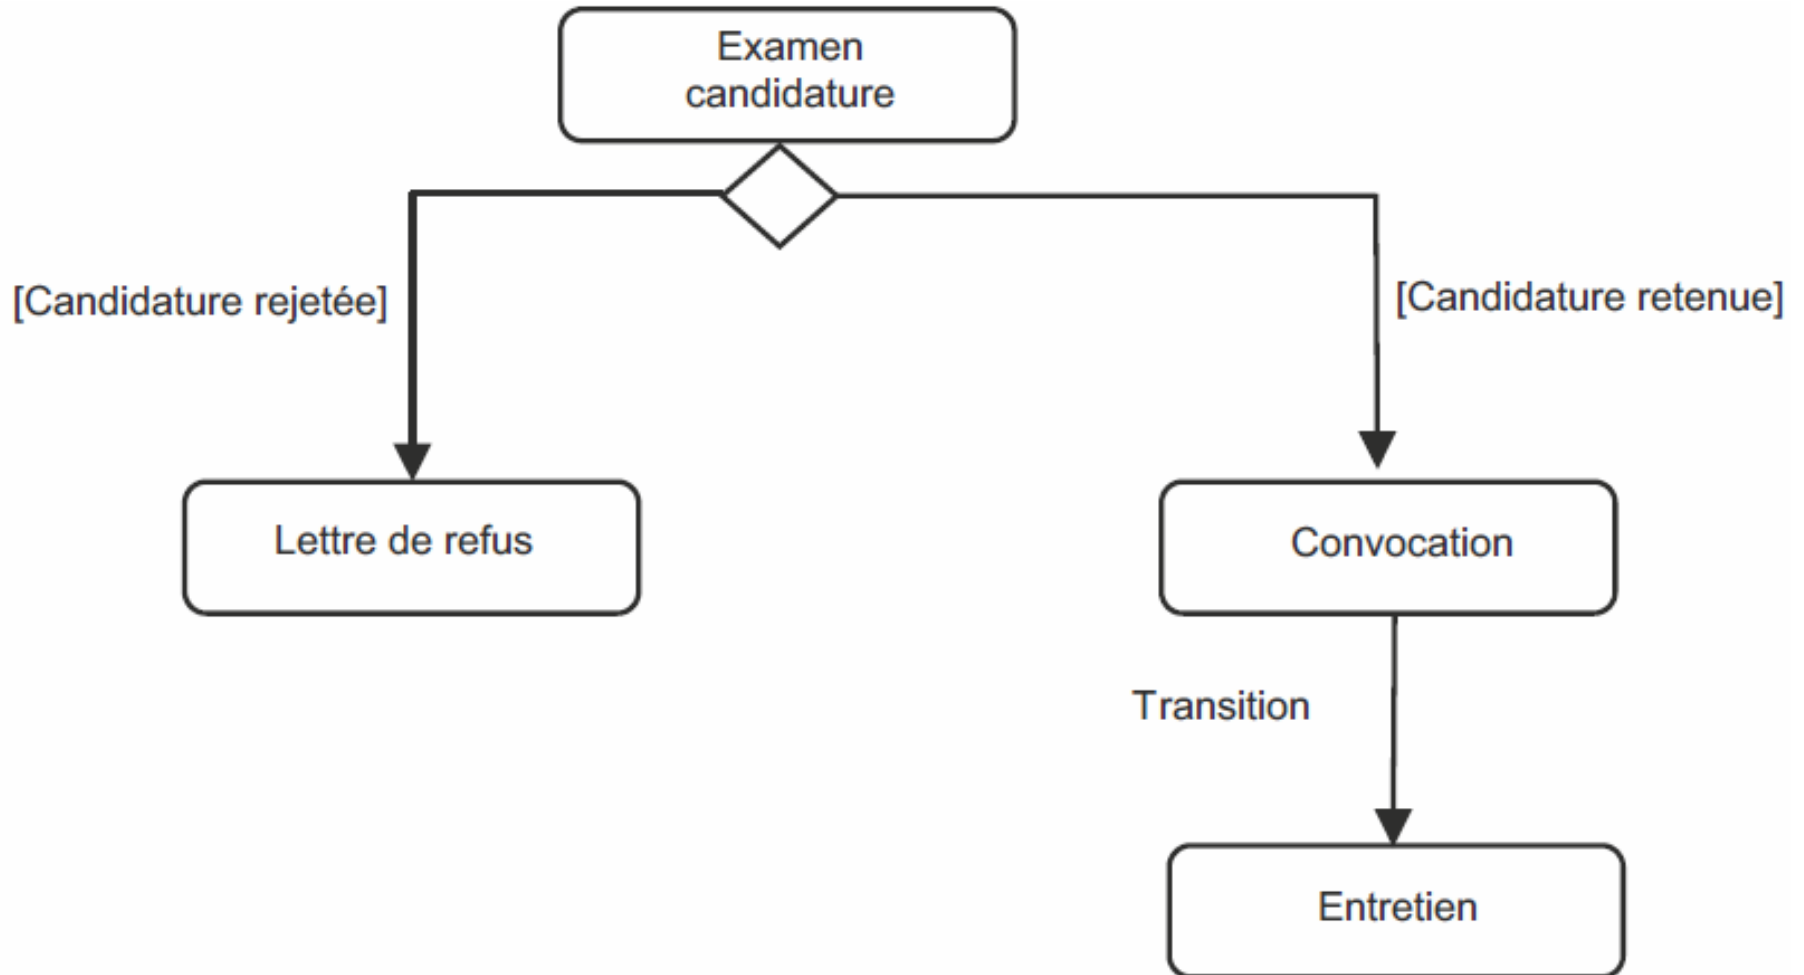 Examen
candidature
[Candidature rejetée]
[Candidature retenue]
Lettre de refus
Convocation
Transition
Entretien